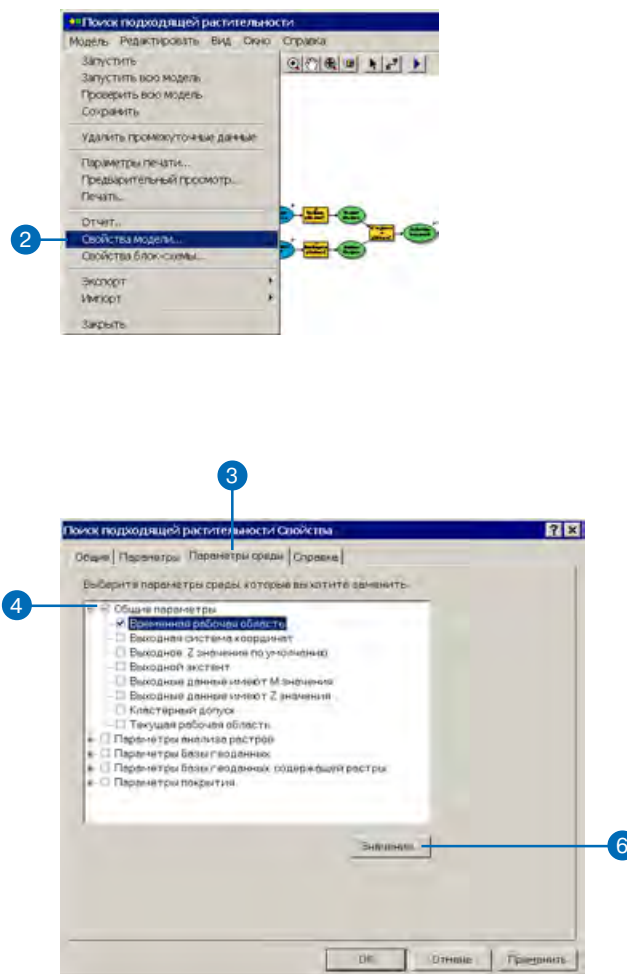 Поиск подходящей растительности
Модель Редактировать Вид Окно Справка
Запустить
Запустить всю модель
Проверить всю модель
Сохранить
Удалить промежуточные данные
Параметры печати...
Предварительный просмотр...
Печать...
Отчет...
2
Свойства модели...
Свойства блок-схемы...
Экспорт
Импорт
Закрыть
3
Поиск подходящей растительности Свойства
Общие Параметры Параметры среды Справка
Выберите параметры среды, которые вы хотите заменить.
4
Общие параметры
Временная рабочая область
Выходная система координат
Выходное Z значение по умолчанию
Выходной экстент
Выходные данные имеют M значения
Выходные данные имеют Z значения
Кластерный допуск
Текущая рабочая область
Параметры анализа растров
Параметры базы геоданных
Параметры базы геоданных содержащей растры
Параметры покрытия
Значения...
6
OK Отмена Применить